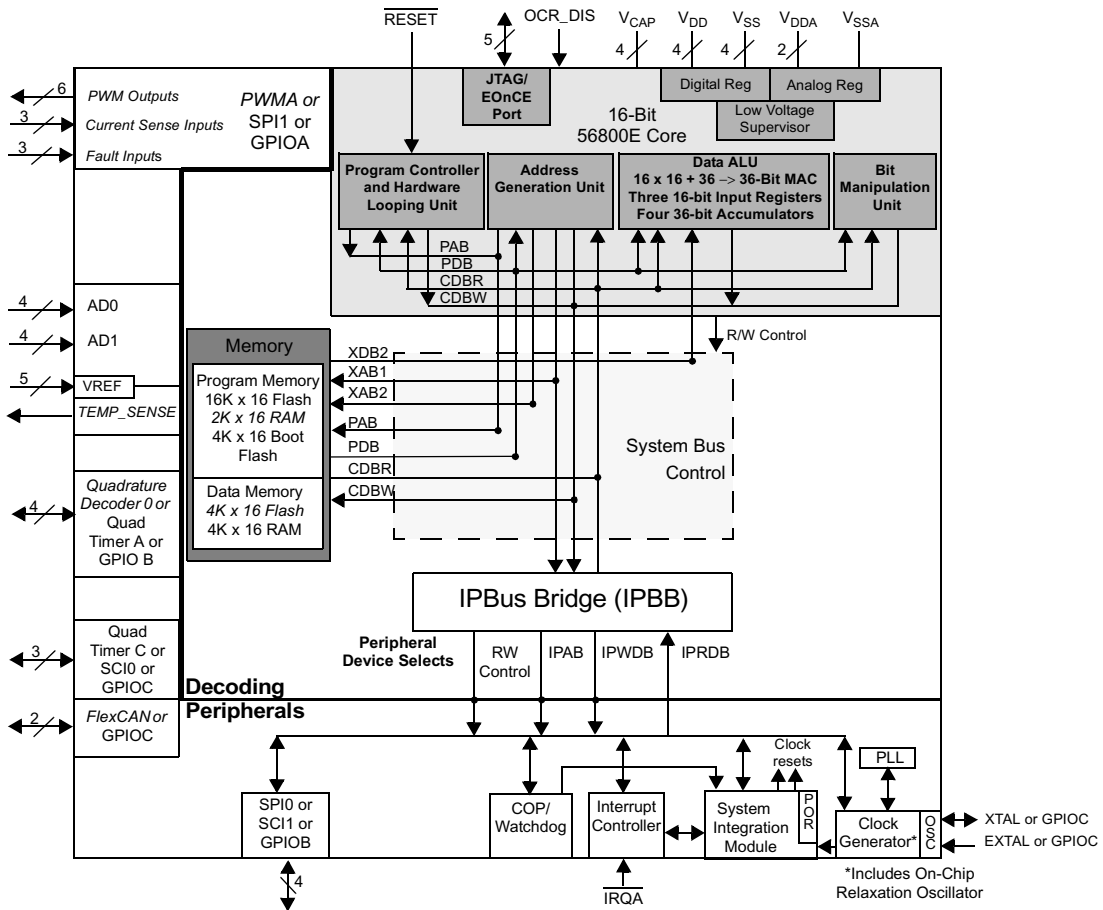 RESET
OCR_DIS
VCAP
VDD
VSS
VDDA
VSSA
5
4
4
4
2
6
PWM Outputs
3
Current Sense Inputs
3
Fault Inputs
PWMA or
SPI1 or
GPIOA
JTAG/
EOnCE
Port
Digital Reg
Analog Reg
Low Voltage
Supervisor
16-Bit
56800E Core
Program Controller
and Hardware
Looping Unit
Address
Generation Unit
Data ALU
16 x 16 + 36 –> 36-Bit MAC
Three 16-bit Input Registers
Four 36-bit Accumulators
Bit
Manipulation
Unit
PAB
PDB
CDBR
CDBW
R/W Control
4
AD0
4
AD1
5
VREF
TEMP_SENSE
Memory
Program Memory
16K x 16 Flash
2K x 16 RAM
4K x 16 Boot
Flash
Data Memory
4K x 16 Flash
4K x 16 RAM
XDB2
XAB1
XAB2
PAB
PDB
CDBR
CDBW
System Bus
Control
4
Quadrature
Decoder 0 or
Quad
Timer A or
GPIO B
IPBus Bridge (IPBB)
3
Quad
Timer C or
SCI0 or
GPIOC
Peripheral
Device Selects
RW
Control
IPAB
IPWDB
IPRDB
Decoding
Peripherals
2
FlexCAN or
GPIOC
SPI0 or
SCI1 or
GPIOB
4
COP/
Watchdog
Interrupt
Controller
IRQA
System
Integration
Module
POR
Clock
resets
PLL
Clock
Generator*
OSC
XTAL or GPIOC
EXTAL or GPIOC
*Includes On-Chip
Relaxation Oscillator